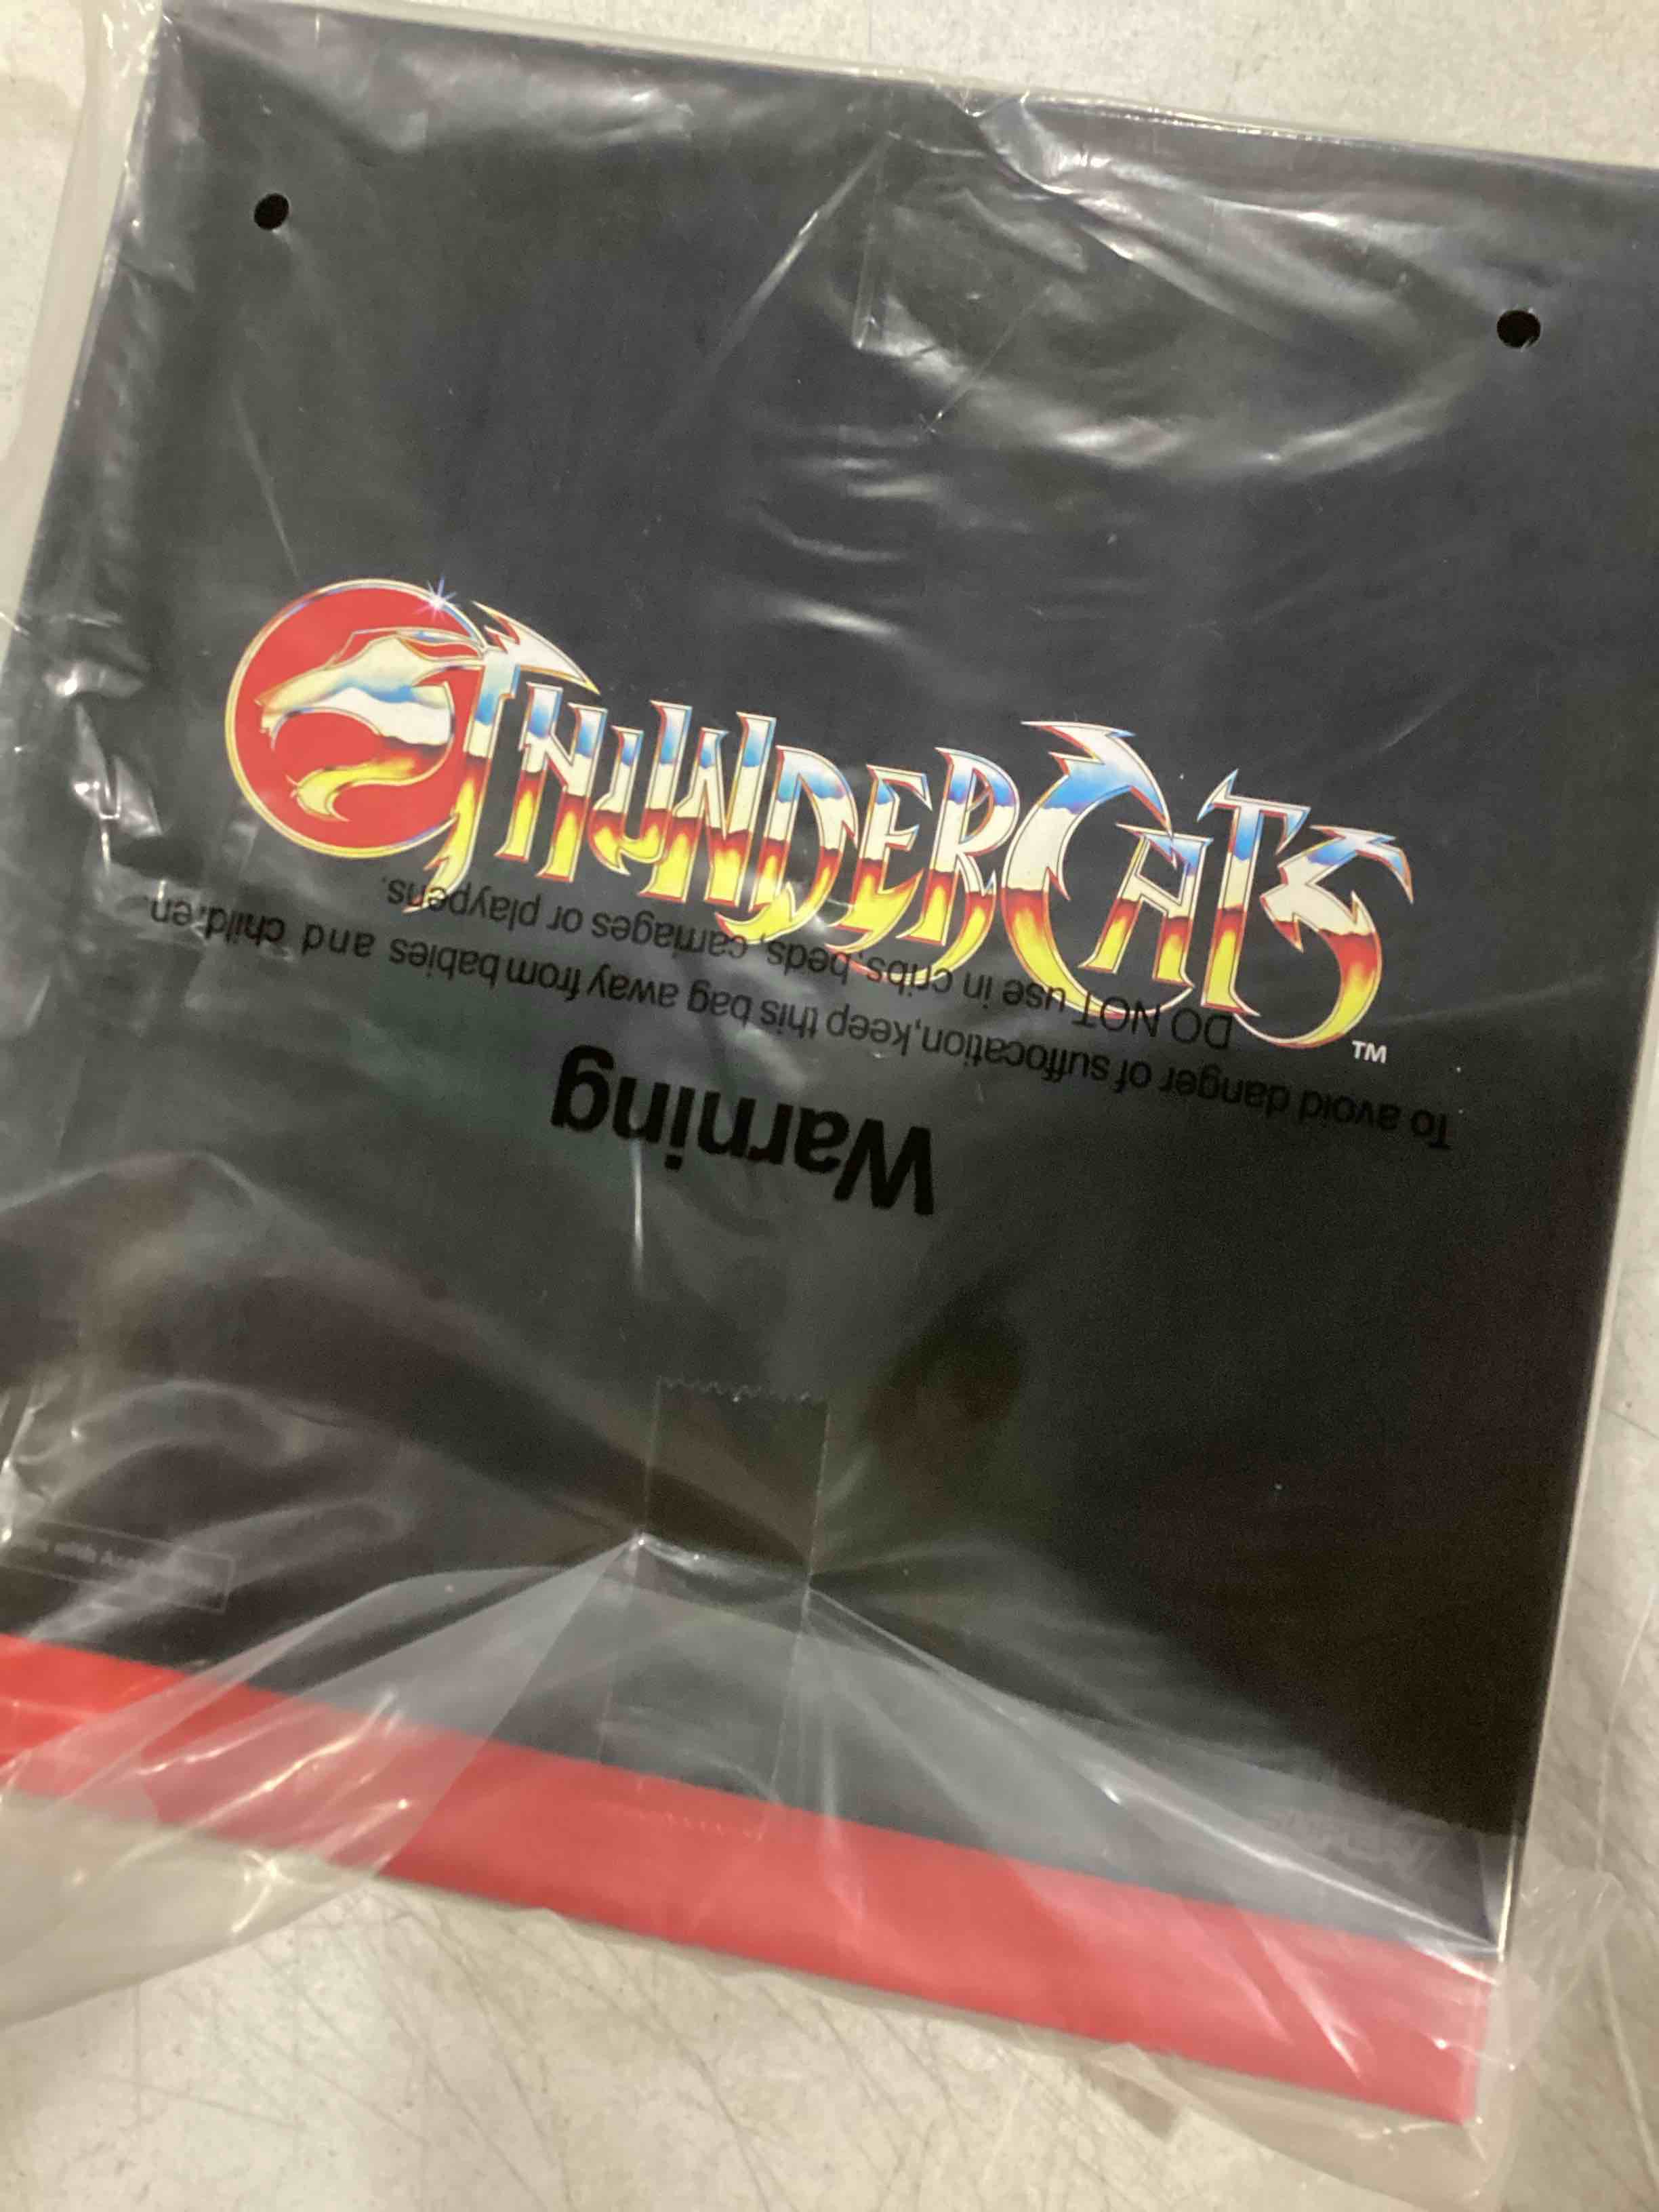 THUNDERCATS
TM
Warning
To avoid danger of suffocation,keep this bag away from babies and children.
DO NOT use in cribs, beds, carriages or playpens.